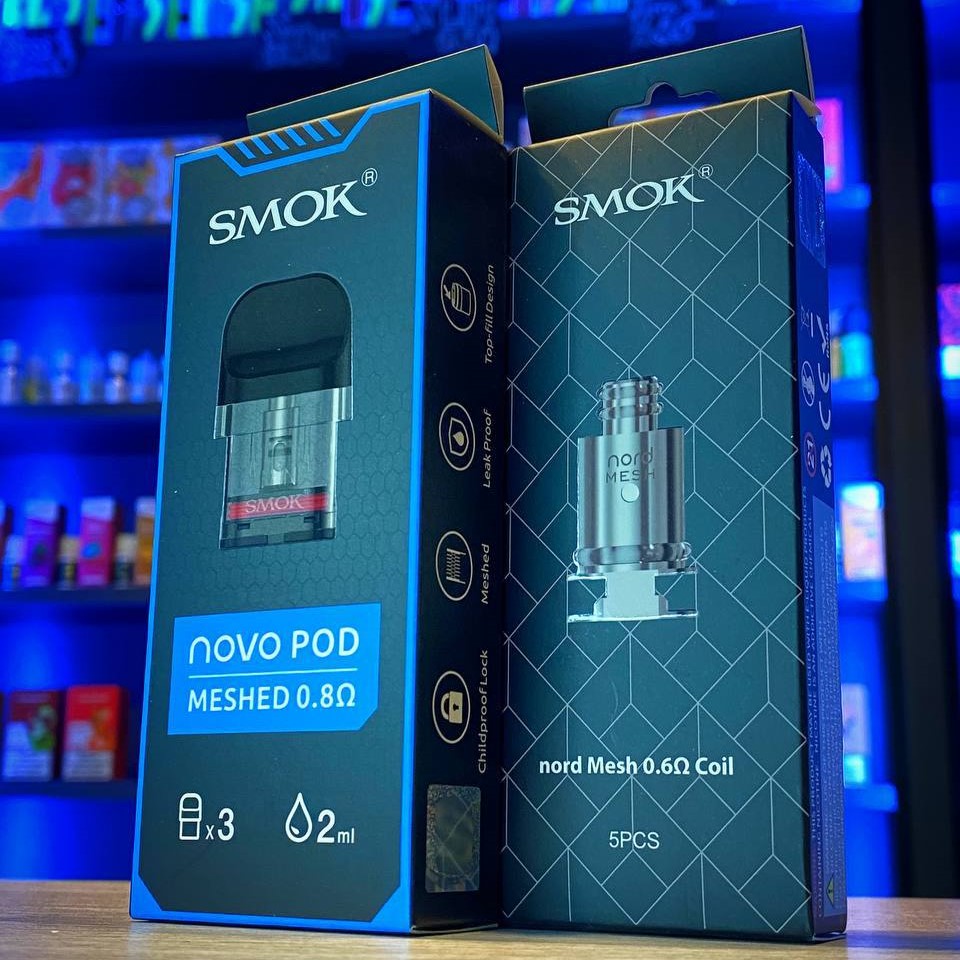 SMOK®
SMOK
NOVO POD
MESHED 0.8Ω
x3
2ml
Top-fill Design
Leak Proof
Meshed
Childproof Lock
SMOK®
nord
MESH
nord Mesh 0.6Ω Coil
5PCS